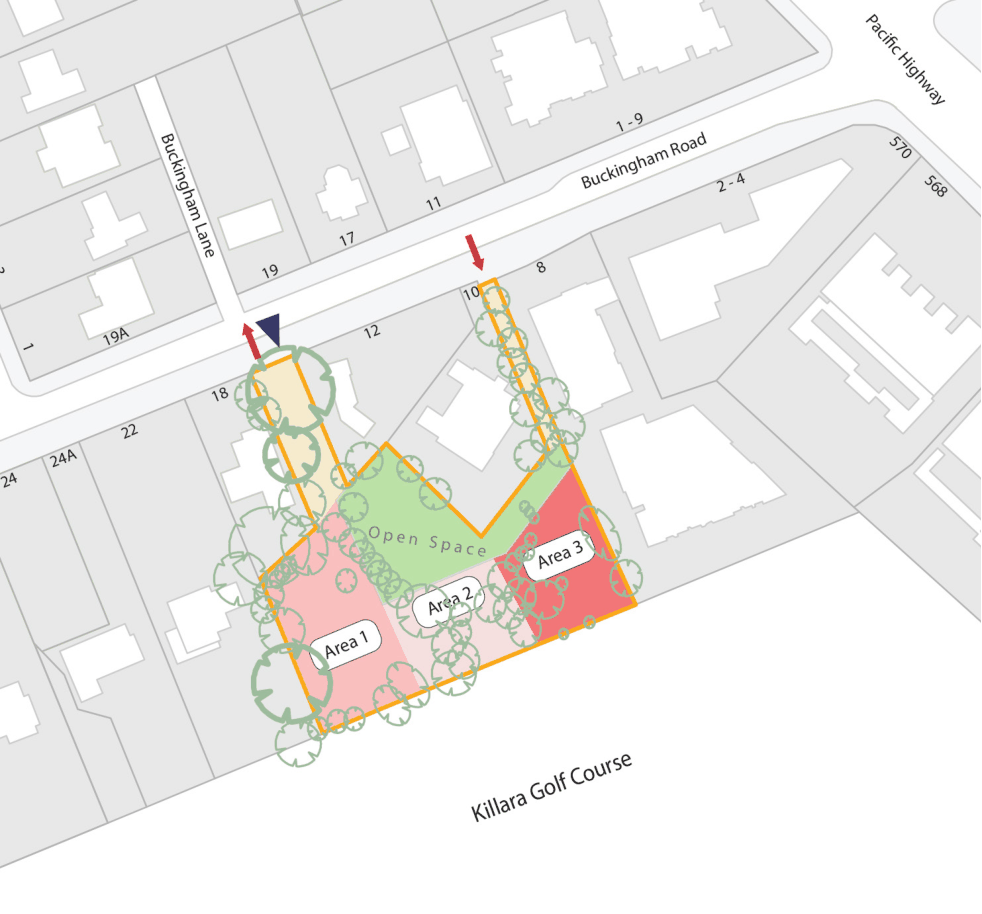 Pacific Highway
1 - 9
570
Buckingham Road
568
Buckingham Lane
2 - 4
11
17
19
8
10
19A
12
1
18
22
24A
24
Open Space
Area 3
Area 2
Area 1
Killara Golf Course